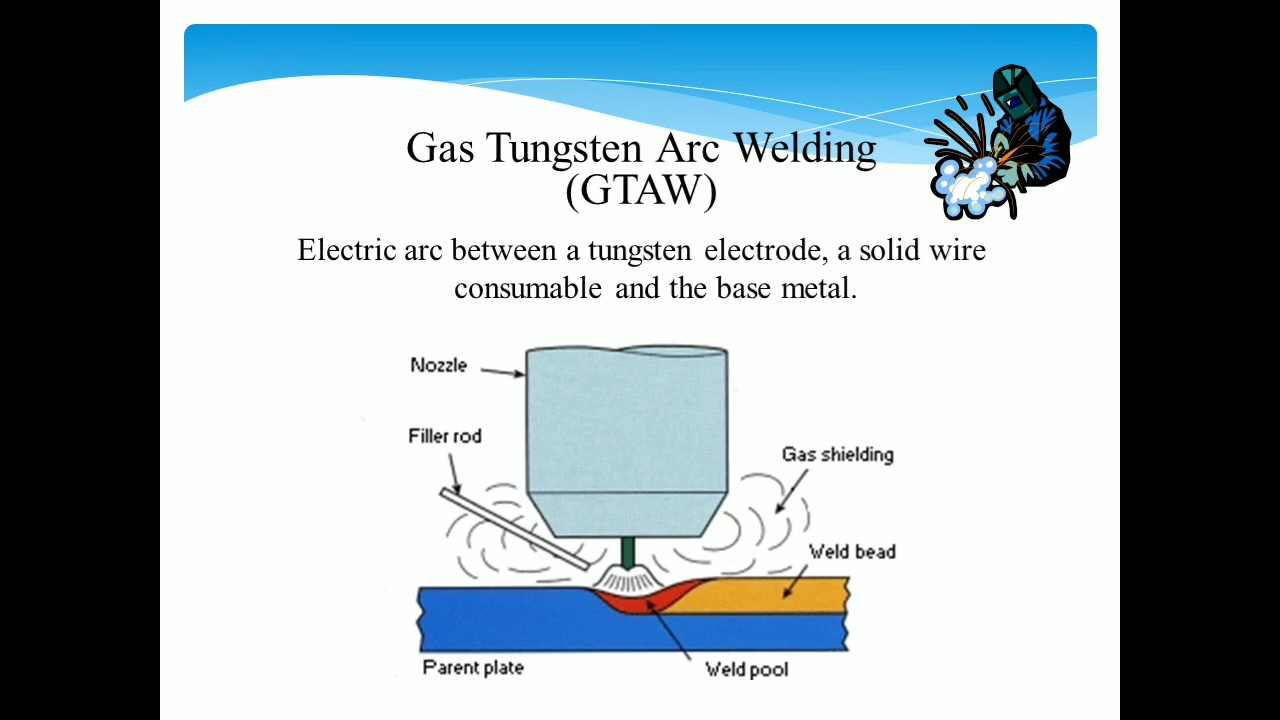 Gas Tungsten Arc Welding
(GTAW)
Electric arc between a tungsten electrode, a solid wire
consumable and the base metal.
Nozzle
Filler rod
Gas shielding
Weld bead
Parent plate
Weld pool